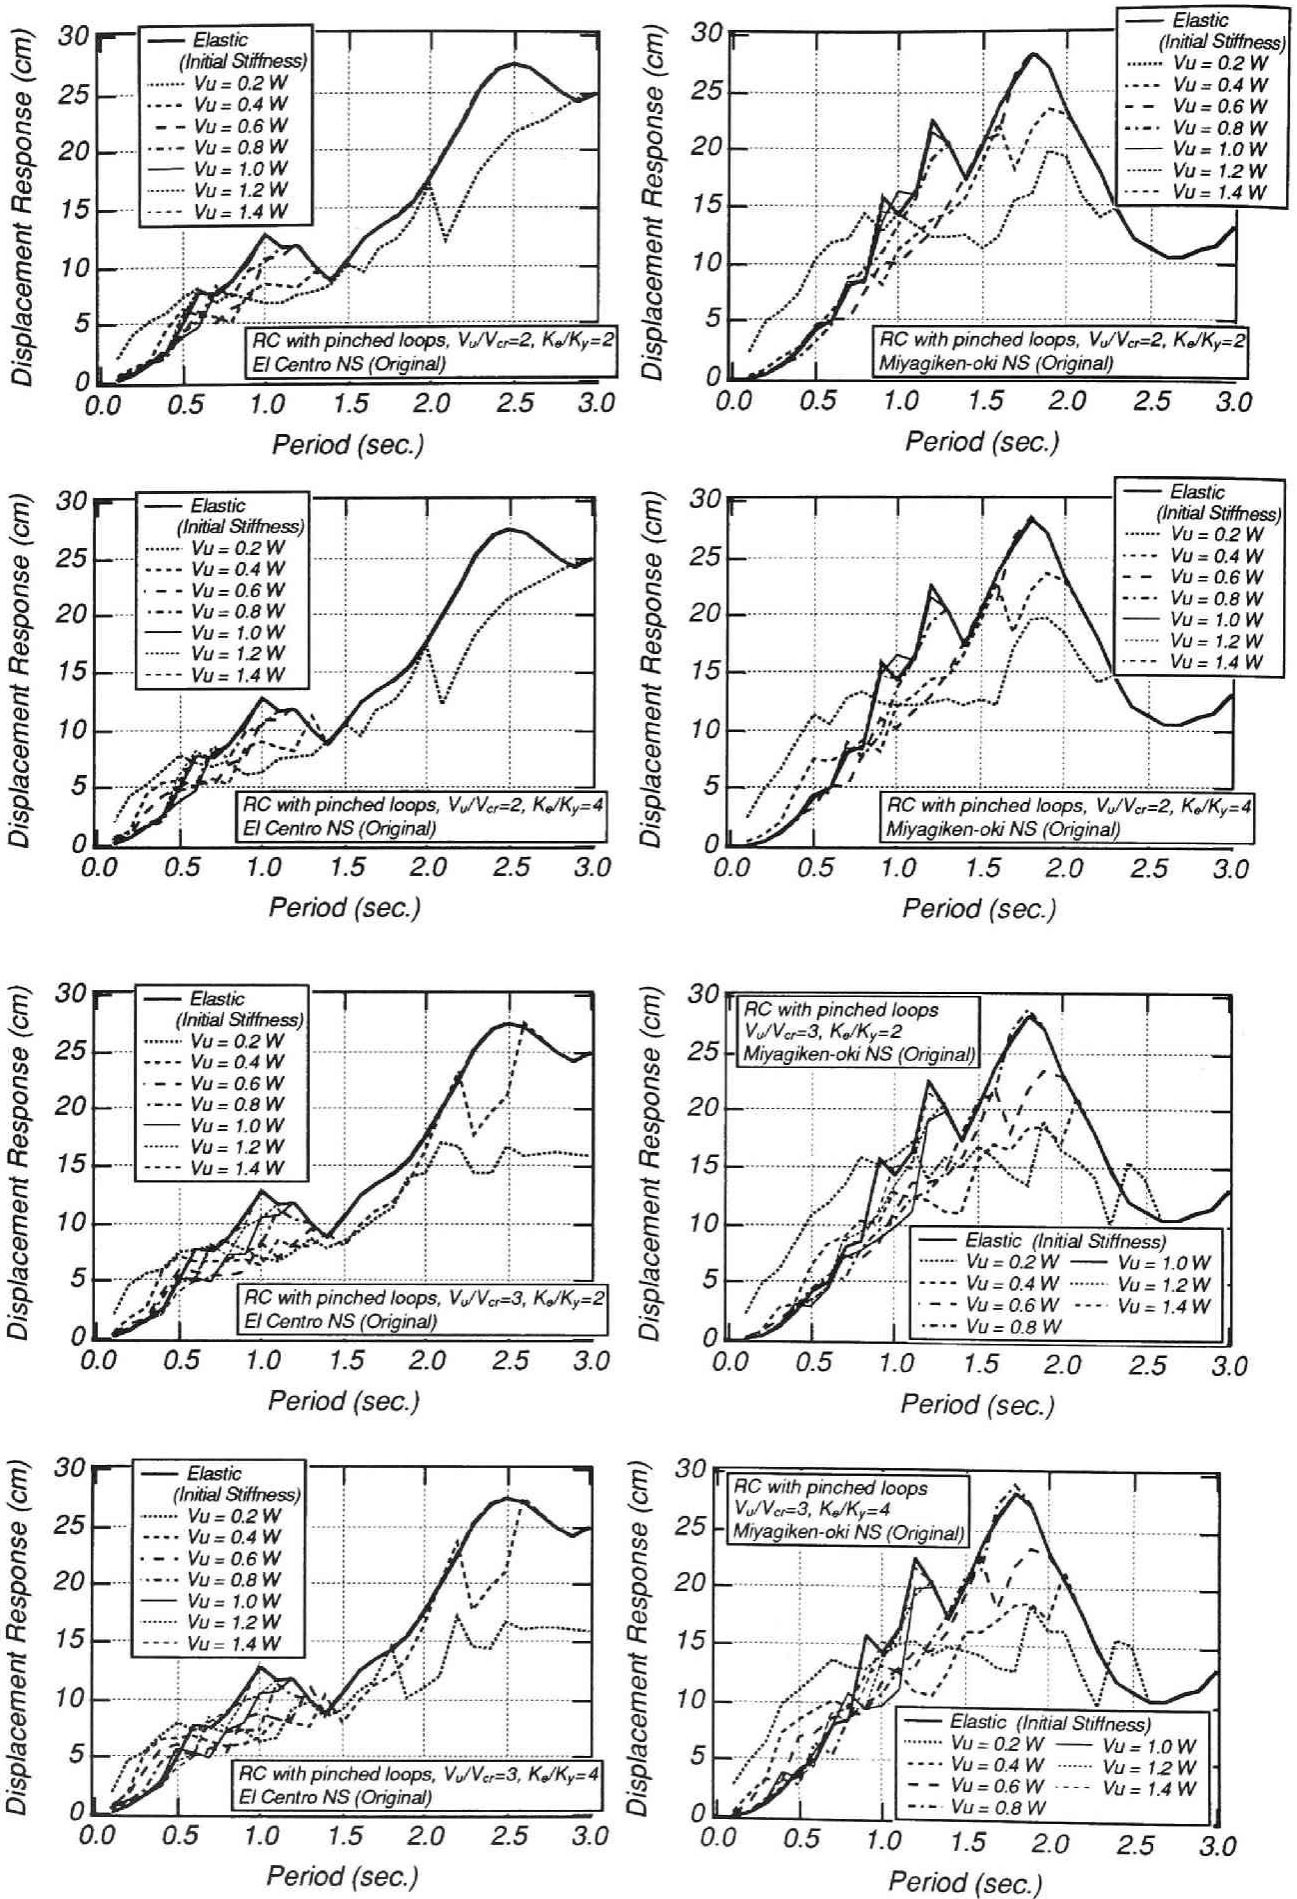 Displacement Response (cm)
30
25
20
15
10
5
0
Elastic
(Initial Stiffness)
Vu = 0.2 W
Vu = 0.4 W
Vu = 0.6 W
Vu = 0.8 W
Vu = 1.0 W
Vu = 1.2 W
Vu = 1.4 W
RC with pinched loops, Vu/Vcr=2, Ke/Ky=2
El Centro NS (Original)
0.0 0.5 1.0 1.5 2.0 2.5 3.0
Period (sec.)
Displacement Response (cm)
30
25
20
15
10
5
0
Elastic
(Initial Stiffness)
Vu = 0.2 W
Vu = 0.4 W
Vu = 0.6 W
Vu = 0.8 W
Vu = 1.0 W
Vu = 1.2 W
Vu = 1.4 W
RC with pinched loops, Vu/Vcr=2, Ke/Ky=2
Miyagiken-oki NS (Original)
0.0 0.5 1.0 1.5 2.0 2.5 3.0
Period (sec.)
Displacement Response (cm)
30
25
20
15
10
5
0
Elastic
(Initial Stiffness)
Vu = 0.2 W
Vu = 0.4 W
Vu = 0.6 W
Vu = 0.8 W
Vu = 1.0 W
Vu = 1.2 W
Vu = 1.4 W
RC with pinched loops, Vu/Vcr=2, Ke/Ky=4
El Centro NS (Original)
0.0 0.5 1.0 1.5 2.0 2.5 3.0
Period (sec.)
Displacement Response (cm)
30
25
20
15
10
5
0
Elastic
(Initial Stiffness)
Vu = 0.2 W
Vu = 0.4 W
Vu = 0.6 W
Vu = 0.8 W
Vu = 1.0 W
Vu = 1.2 W
Vu = 1.4 W
RC with pinched loops, Vu/Vcr=2, Ke/Ky=4
Miyagiken-oki NS (Original)
0.0 0.5 1.0 1.5 2.0 2.5 3.0
Period (sec.)
Displacement Response (cm)
30
25
20
15
10
5
0
Elastic
(Initial Stiffness)
Vu = 0.2 W
Vu = 0.4 W
Vu = 0.6 W
Vu = 0.8 W
Vu = 1.0 W
Vu = 1.2 W
Vu = 1.4 W
RC with pinched loops, Vu/Vcr=3, Ke/Ky=2
El Centro NS (Original)
0.0 0.5 1.0 1.5 2.0 2.5 3.0
Period (sec.)
Displacement Response (cm)
30
25
20
15
10
5
0
RC with pinched loops
Vu/Vcr=3, Ke/Ky=2
Miyagiken-oki NS (Original)
Elastic (Initial Stiffness)
Vu = 0.2 W Vu = 1.0 W
Vu = 0.4 W Vu = 1.2 W
Vu = 0.6 W Vu = 1.4 W
Vu = 0.8 W
0.0 0.5 1.0 1.5 2.0 2.5 3.0
Period (sec.)
Displacement Response (cm)
30
25
20
15
10
5
0
Elastic
(Initial Stiffness)
Vu = 0.2 W
Vu = 0.4 W
Vu = 0.6 W
Vu = 0.8 W
Vu = 1.0 W
Vu = 1.2 W
Vu = 1.4 W
RC with pinched loops, Vu/Vcr=3, Ke/Ky=4
El Centro NS (Original)
0.0 0.5 1.0 1.5 2.0 2.5 3.0
Period (sec.)
Displacement Response (cm)
30
25
20
15
10
5
0
RC with pinched loops
Vu/Vcr=3, Ke/Ky=4
Miyagiken-oki NS (Original)
Elastic (Initial Stiffness)
Vu = 0.2 W Vu = 1.0 W
Vu = 0.4 W Vu = 1.2 W
Vu = 0.6 W Vu = 1.4 W
Vu = 0.8 W
0.0 0.5 1.0 1.5 2.0 2.5 3.0
Period (sec.)